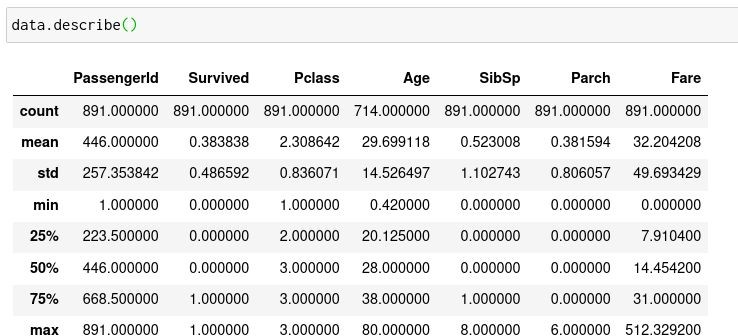 data.describe()
PassengerId Survived Pclass Age SibSp Parch Fare
count 891.000000 891.000000 891.000000 714.000000 891.000000 891.000000 891.000000
mean 446.000000 0.383838 2.308642 29.699118 0.523008 0.381594 32.204208
std 257.353842 0.486592 0.836071 14.526497 1.102743 0.806057 49.693429
min 1.000000 0.000000 1.000000 0.420000 0.000000 0.000000 0.000000
25% 223.500000 0.000000 2.000000 20.125000 0.000000 0.000000 7.910400
50% 446.000000 0.000000 3.000000 28.000000 0.000000 0.000000 14.454200
75% 668.500000 1.000000 3.000000 38.000000 1.000000 0.000000 31.000000
max 891.000000 1.000000 3.000000 80.000000 8.000000 6.000000 512.329200